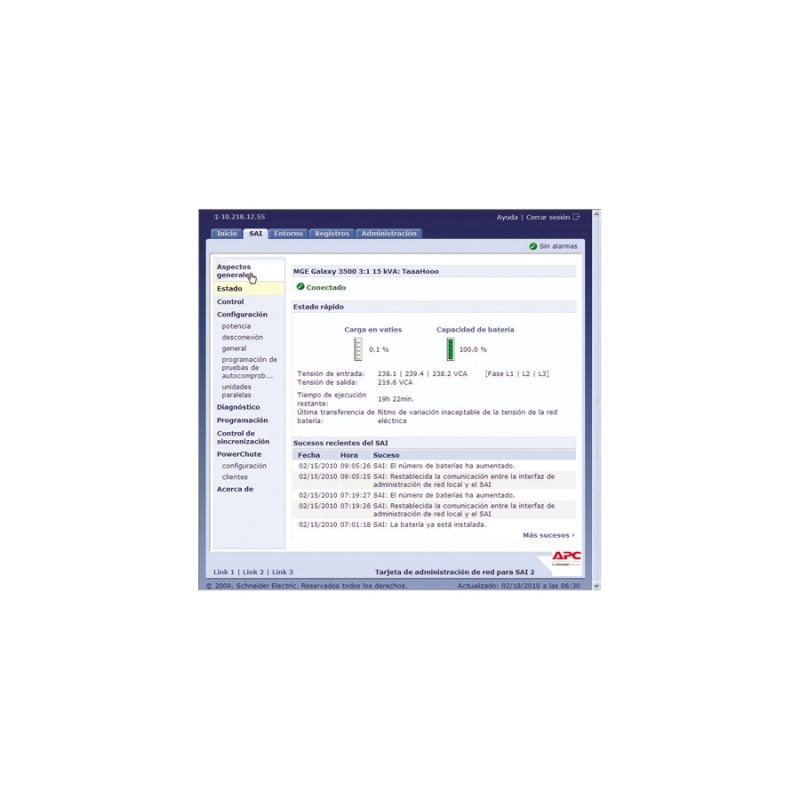 10.218.12.55
Ayuda | Cerrar sesión
Inicio SAI Entorno Registros Administración
Sin alarmas
Aspectos
generales
Estado
Control
Configuración
potencia
desconexión
general
programación de
pruebas de
autocomprob...
unidades
paralelas
Diagnóstico
Programación
Control de
sincronización
PowerChute
configuración
clientes
Acerca de
MGE Galaxy 3500 3:1 15 kVA: TaaaHooo
Conectado
Estado rápido
Carga en vatios Capacidad de batería
0.1 % 100.0 %
Tensión de entrada: 238.1 | 239.4 | 238.2 VCA [Fase L1 | L2 | L3]
Tensión de salida: 219.6 VCA
Tiempo de ejecución
restante: 19h 22min.
Última transferencia de Ritmo de variación inaceptable de la tensión de la red
batería: eléctrica
Sucesos recientes del SAI
Fecha Hora Suceso
02/15/2010 09:05:26 SAI: El número de baterías ha aumentado.
02/15/2010 09:05:25 SAI: Restablecida la comunicación entre la interfaz de
administración de red local y el SAI
02/15/2010 07:19:27 SAI: El número de baterías ha aumentado.
02/15/2010 07:19:26 SAI: Restablecida la comunicación entre la interfaz de
administración de red local y el SAI
02/15/2010 07:01:18 SAI: La batería ya está instalada.
Más sucesos ›
APC
Link 1 | Link 2 | Link 3
Tarjeta de administración de red para SAI 2
© 2009, Schneider Electric. Reservados todos los derechos.
Actualizado: 02/18/2010 a las 06:30